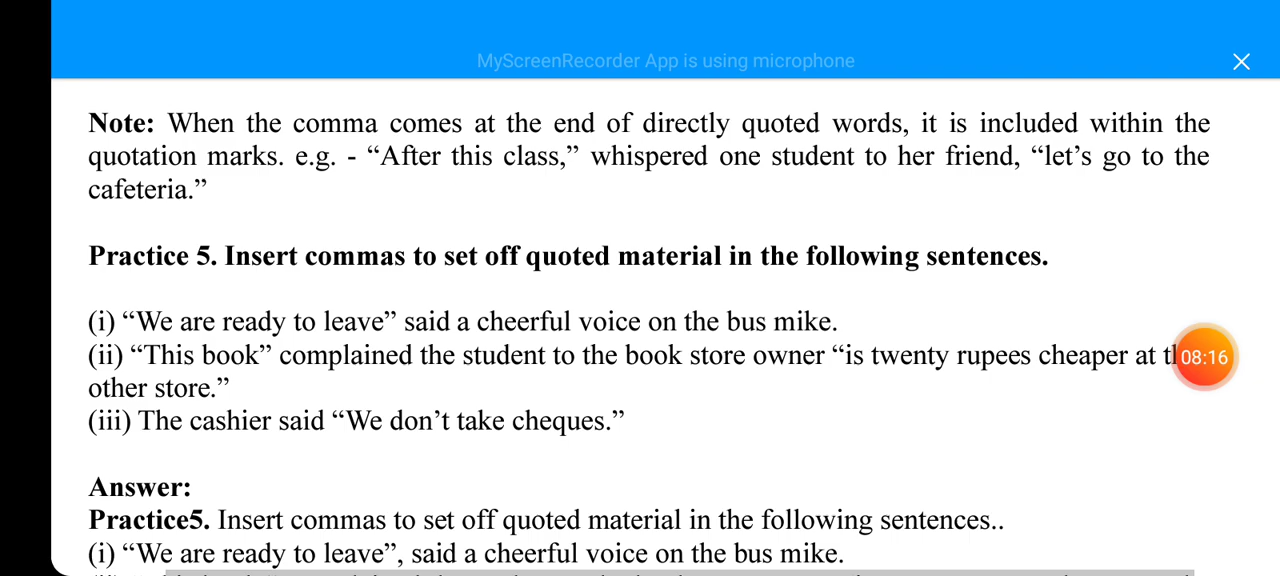 MyScreenRecorder App is using microphone
Note: When the comma comes at the end of directly quoted words, it is included within the
quotation marks. e.g. - “After this class,” whispered one student to her friend, “let’s go to the
cafeteria.”
Practice 5. Insert commas to set off quoted material in the following sentences.
(i) “We are ready to leave” said a cheerful voice on the bus mike.
(ii) “This book” complained the student to the book store owner “is twenty rupees cheaper at
08:16
other store.”
(iii) The cashier said “We don’t take cheques.”
Answer:
Practice5. Insert commas to set off quoted material in the following sentences..
(i) “We are ready to leave”, said a cheerful voice on the bus mike.